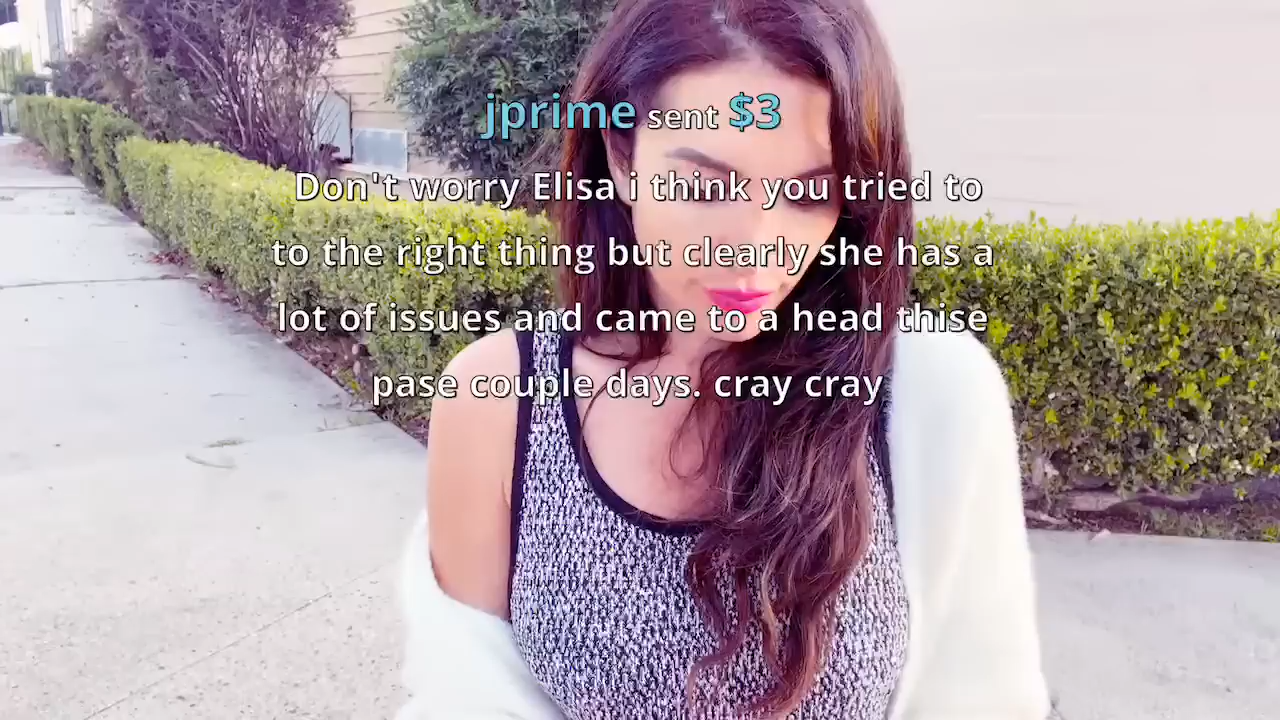 jprime sent $3
Don't worry Elisa i think you tried to
to the right thing but clearly she has a
lot of issues and came to a head thise
pase couple days. cray cray